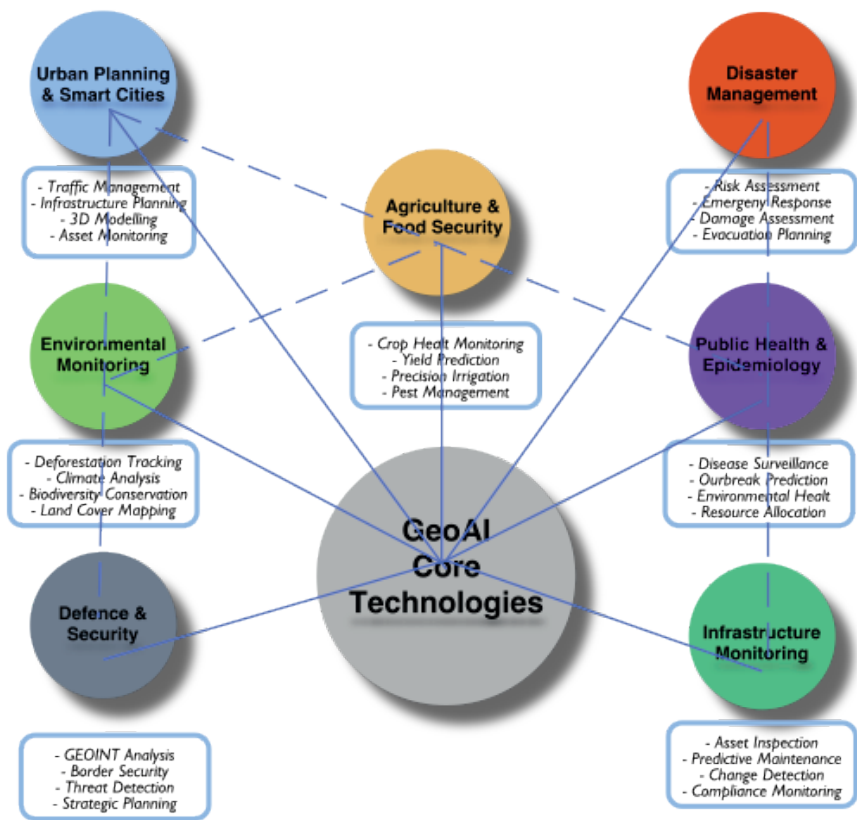 Urban Planning
& Smart Cities
- Traffic Management
- Infrastructure Planning
- 3D Modelling
- Asset Monitoring
Disaster
Management
- Risk Assessment
- Emergeny Response
- Damage Assessment
- Evacuation Planning
Agriculture &
Food Security
- Crop Healt Monitoring
- Yield Prediction
- Precision Irrigation
- Pest Management
Environmental
Monitoring
- Deforestation Tracking
- Climate Analysis
- Biodiversity Conservation
- Land Cover Mapping
Public Health &
Epidemiology
- Disease Surveillance
- Ourbreak Prediction
- Environmental Healt
- Resource Allocation
GeoAI
Core
Technologies
Defence &
Security
- GEOINT Analysis
- Border Security
- Threat Detection
- Strategic Planning
Infrastructure
Monitoring
- Asset Inspection
- Predictive Maintenance
- Change Detection
- Compliance Monitoring